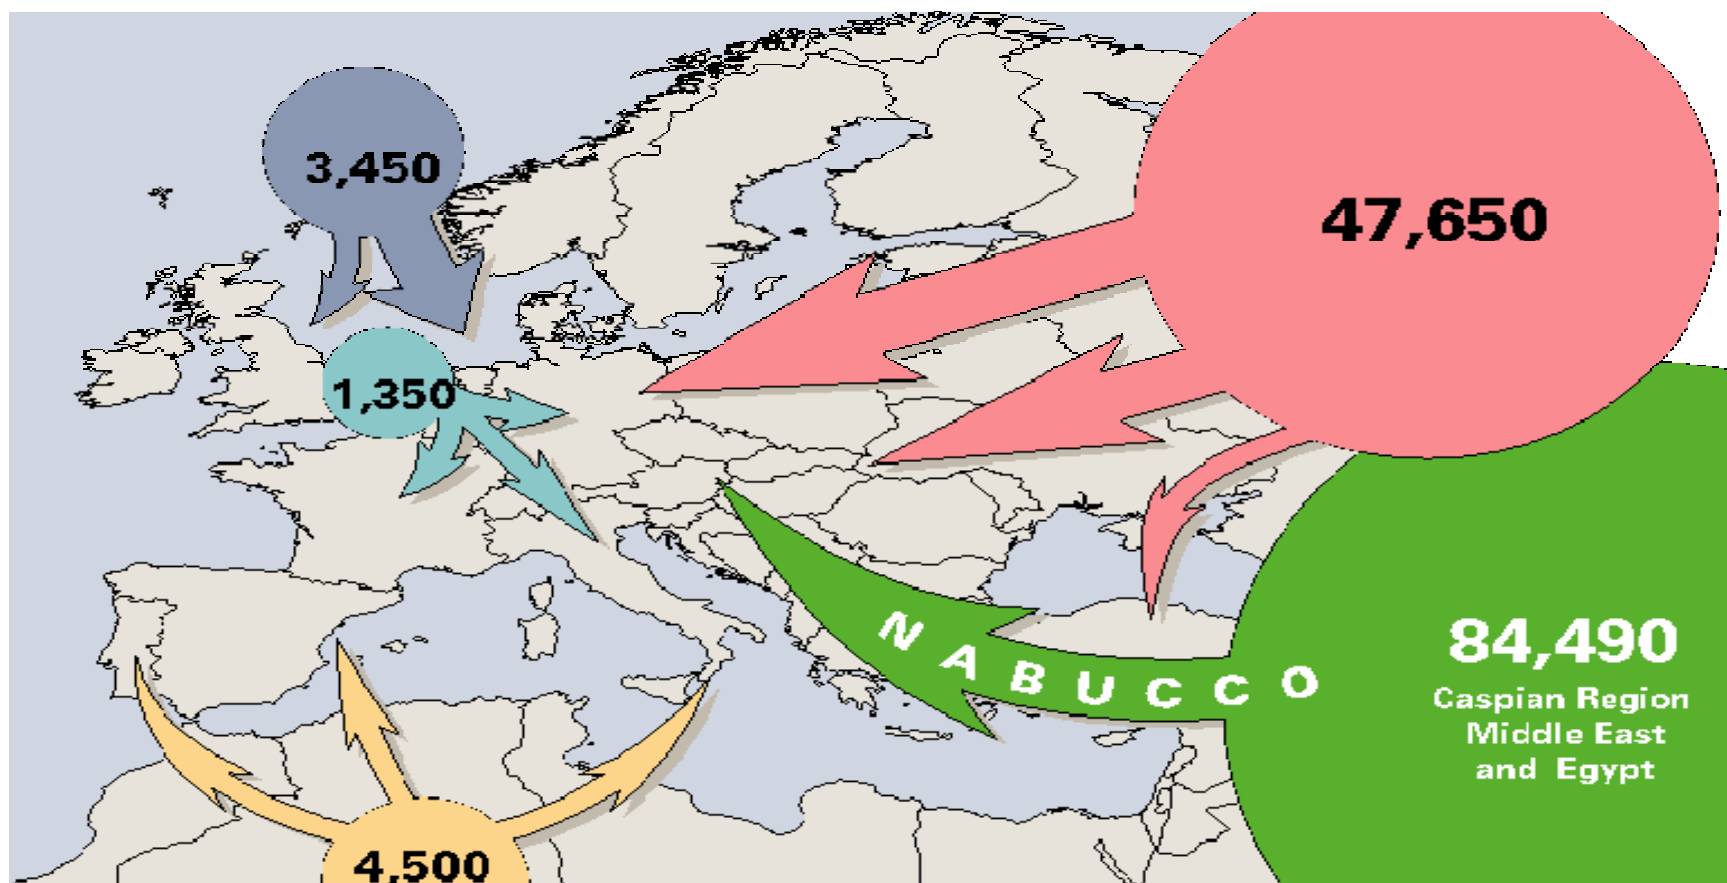 3,450
47,650
1,350
NABUCCO
84,490
Caspian Region
Middle East
and Egypt
4,500